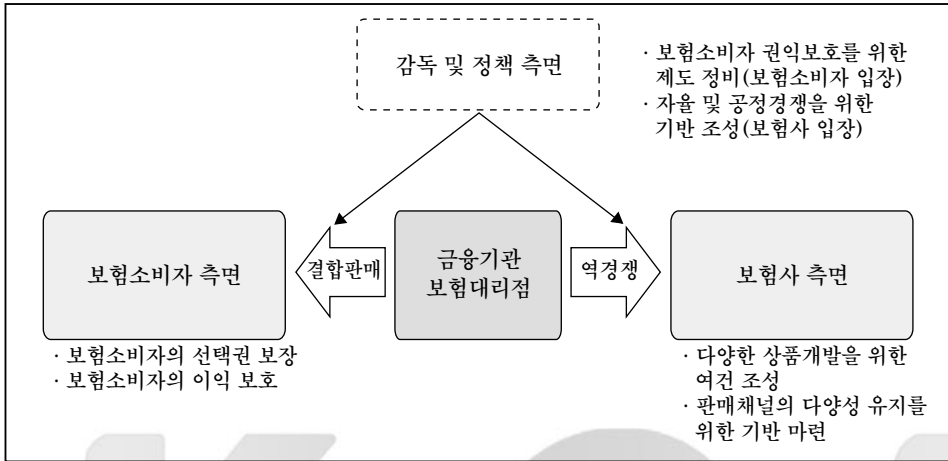 감독 및 정책 측면
· 보험소비자 권익보호를 위한
제도 정비(보험소비자 입장)
· 자율 및 공정경쟁을 위한
기반 조성(보험사 입장)
보험소비자 측면
결합판매
금융기관
보험대리점
역경쟁
보험사 측면
· 보험소비자의 선택권 보장
· 보험소비자의 이익 보호
· 다양한 상품개발을 위한
여건 조성
· 판매채널의 다양성 유지를
위한 기반 마련